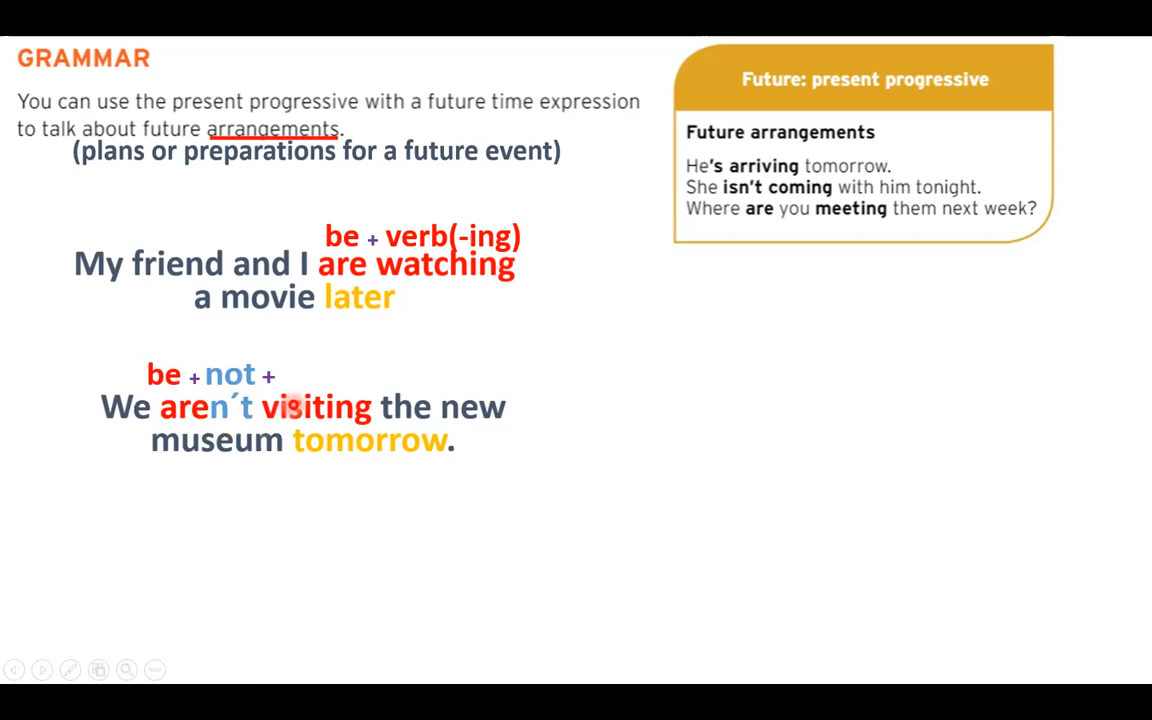 GRAMMAR
You can use the present progressive with a future time expression
to talk about future arrangements.
(plans or preparations for a future event)
be + verb(-ing)
My friend and I are watching
a movie later
be + not +
We aren´t visiting the new
museum tomorrow.
Future: present progressive
Future arrangements
He's arriving tomorrow.
She isn't coming with him tonight.
Where are you meeting them next week?